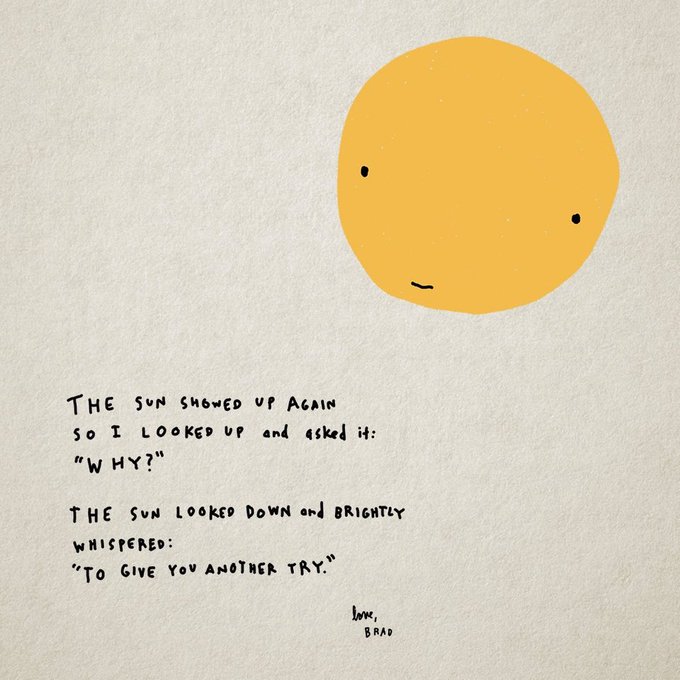 THE SUN SHOWED UP AGAIN
SO I LOOKED UP and asked it:
"WHY?"
THE SUN LOOKED DOWN and BRIGHTLY
WHISPERED:
"TO GIVE YOU ANOTHER TRY."
love,
BRAD